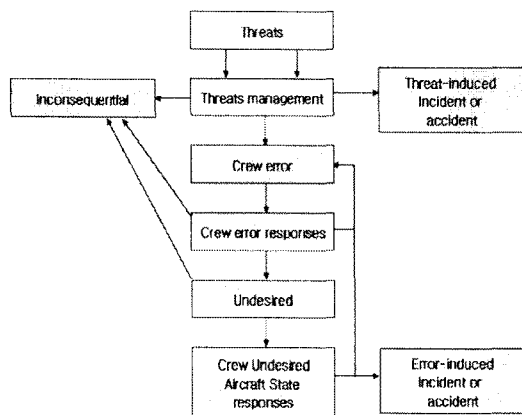 Threats
Inconsequential
Threats management
Threat-induced
Incident or
accident
Crew error
Crew error responses
Undesired
Crew Undesired
Aircraft State
responses
Error-induced
Incident or
accident